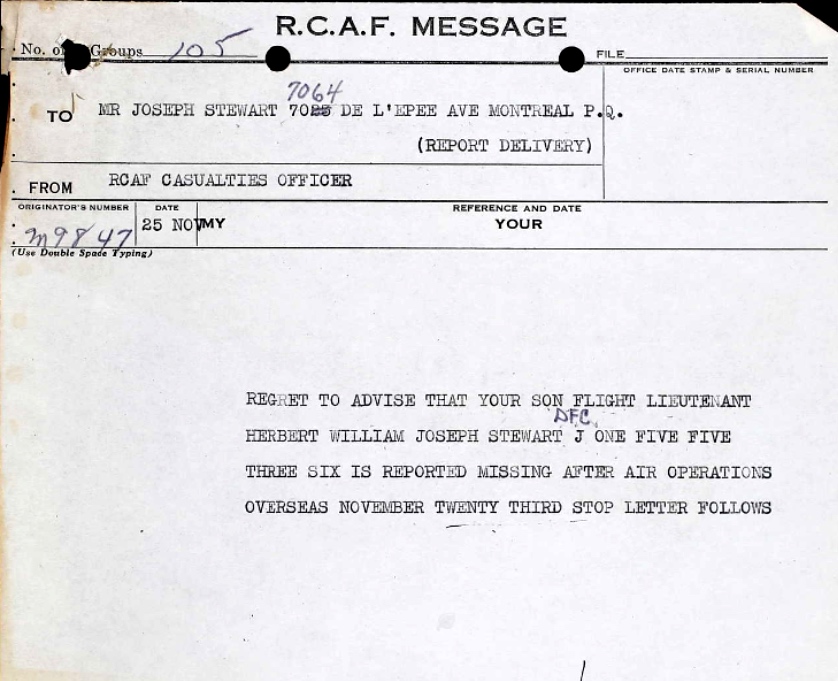 R.C.A.F. MESSAGE
No. of Groups 105
FILE
OFFICE DATE STAMP & SERIAL NUMBER
7064
TO MR JOSEPH STEWART 7025 DE L'EPEE AVE MONTREAL P.Q.
(REPORT DELIVERY)
FROM RCAF CASUALTIES OFFICER
ORIGINATOR'S NUMBER DATE REFERENCE AND DATE
M9847 25 NOV MY YOUR
(Use Double Space Typing)
REGRET TO ADVISE THAT YOUR SON FLIGHT LIEUTENANT
DFC
HERBERT WILLIAM JOSEPH STEWART J ONE FIVE FIVE
THREE SIX IS REPORTED MISSING AFTER AIR OPERATIONS
OVERSEAS NOVEMBER TWENTY THIRD STOP LETTER FOLLOWS